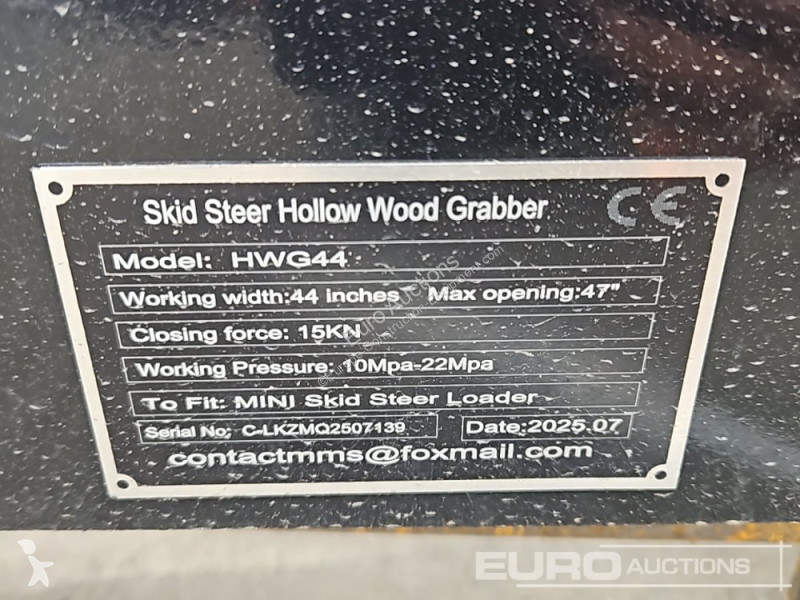 Skid Steer Hollow Wood Grabber CE
Model: HWG44
Working width:44 inches Max opening:47"
Closing force: 15KN
Working Pressure: 10Mpa-22Mpa
To Fit: MINI Skid Steer Loader
Serial No: C-LKZMQ2507139 Date:2025.07
contactmms@foxmail.com
Euro Auctions
EURO AUCTIONS